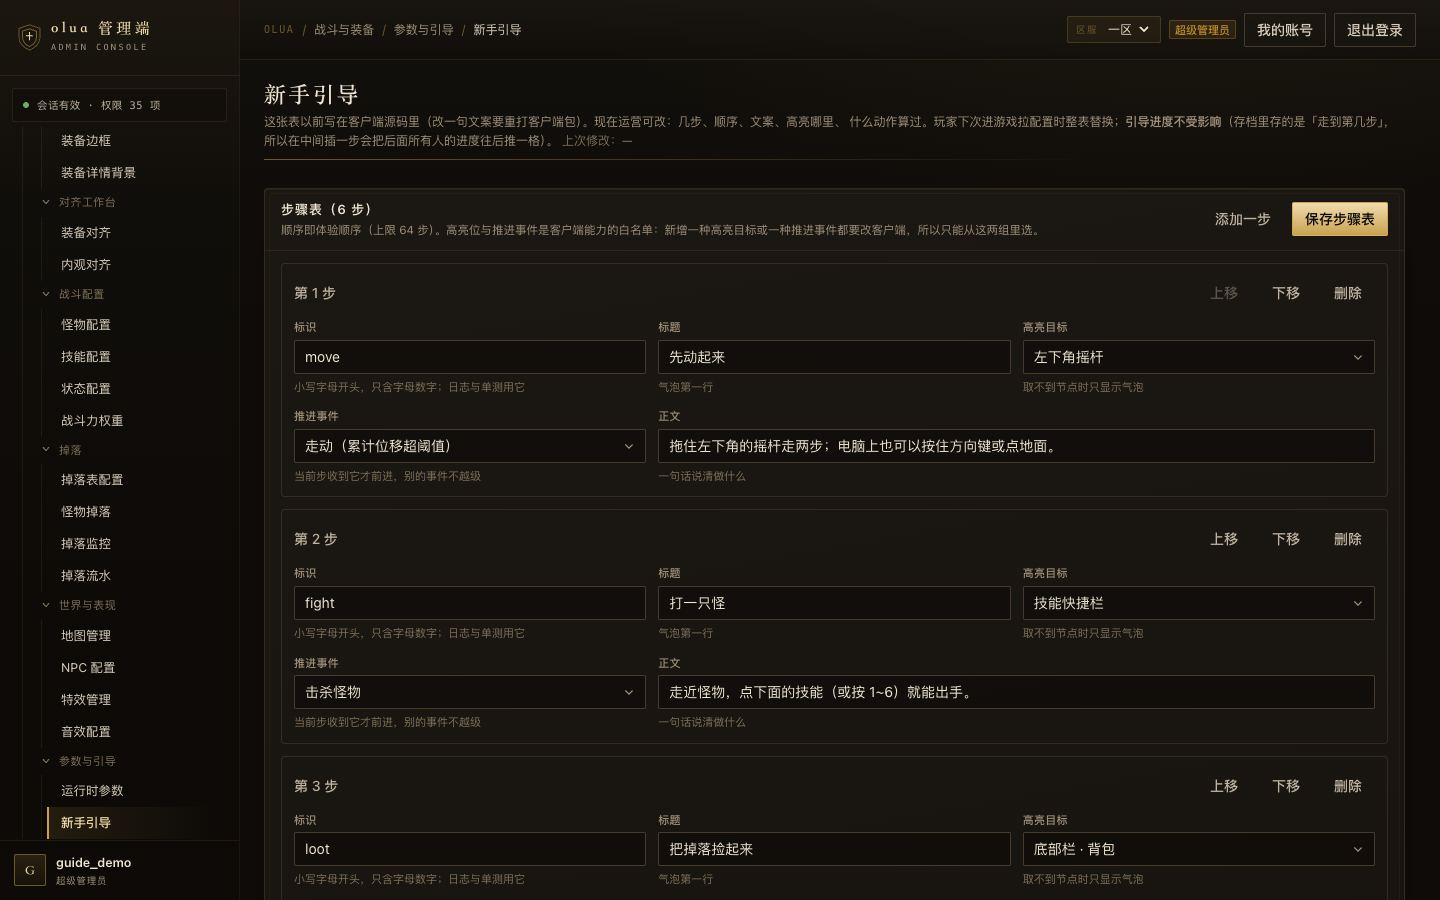 olua 管理端
ADMIN CONSOLE
会话有效 · 权限 35 项
装备边框
装备详情背景
对齐工作台
装备对齐
内观对齐
战斗配置
怪物配置
技能配置
状态配置
战斗力权重
掉落
掉落表配置
怪物掉落
掉落监控
掉落流水
世界与表现
地图管理
NPC 配置
特效管理
音效配置
参数与引导
运行时参数
新手引导
G
guide_demo
超级管理员
OLUA / 战斗与装备 / 参数与引导 / 新手引导
区服 一区
超级管理员
我的账号
退出登录
新手引导
这张表以前写在客户端源码里（改一句文案要重打客户端包）。现在运营可改：几步、顺序、文案、高亮哪里、 什么动作算过。玩家下次进游戏拉配置时整表替换；引导进度不受影响（存档里存的是「走到第几步」，
所以在中间插一步会把后面所有人的进度往后推一格）。 上次修改：—
步骤表（6 步）
顺序即体验顺序（上限 64 步）。高亮位与推进事件是客户端能力的白名单：新增一种高亮目标或一种推进事件都要改客户端，所以只能从这两组里选。
添加一步
保存步骤表
第 1 步
上移 下移 删除
标识 标题 高亮目标
move 先动起来 左下角摇杆
小写字母开头，只含字母数字；日志与单测用它 气泡第一行 取不到节点时只显示气泡
推进事件 正文
走动（累计位移超阈值） 拖住左下角的摇杆走两步；电脑上也可以按住方向键或点地面。
当前步收到它才前进，别的事件不越级 一句话说清做什么
第 2 步
上移 下移 删除
标识 标题 高亮目标
fight 打一只怪 技能快捷栏
小写字母开头，只含字母数字；日志与单测用它 气泡第一行 取不到节点时只显示气泡
推进事件 正文
击杀怪物 走近怪物，点下面的技能（或按 1~6）就能出手。
当前步收到它才前进，别的事件不越级 一句话说清做什么
第 3 步
上移 下移 删除
标识 标题 高亮目标
loot 把掉落捡起来 底部栏 · 背包
小写字母开头，只含字母数字；日志与单测用它 气泡第一行 取不到节点时只显示气泡